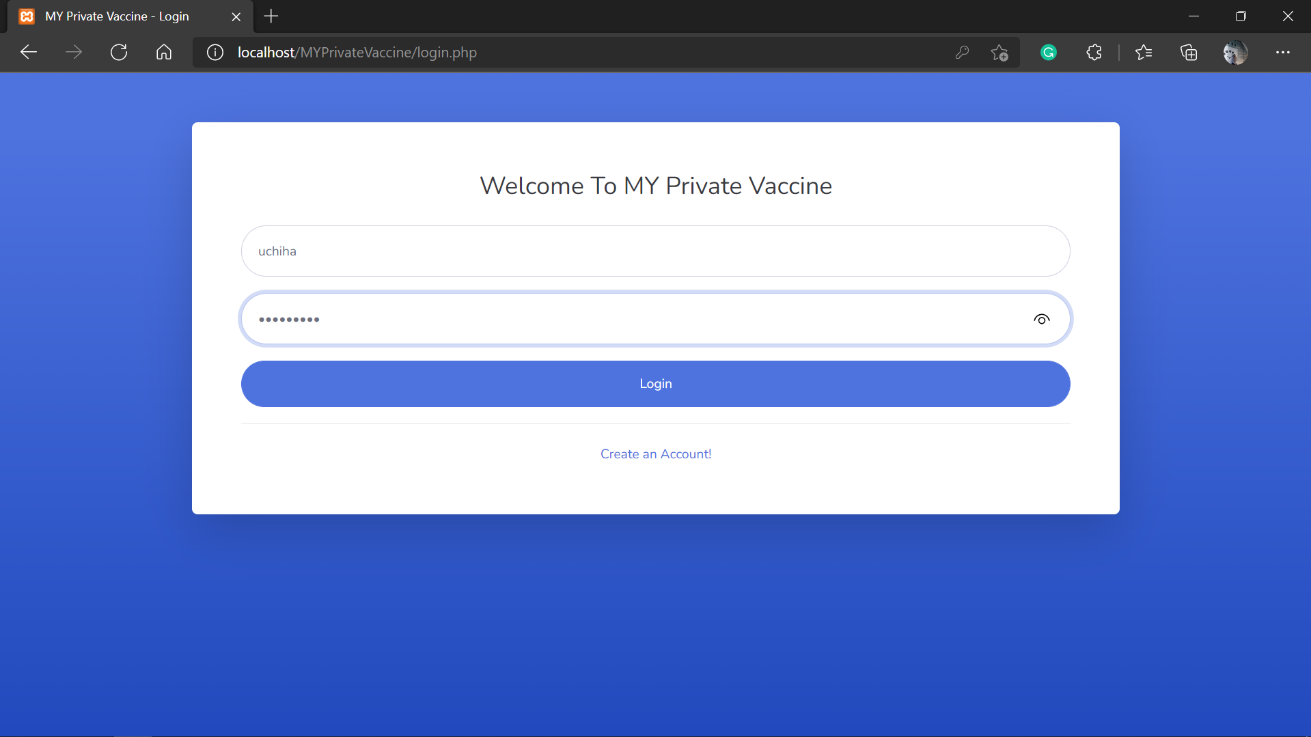 MY Private Vaccine - Login
localhost/MYPrivateVaccine/login.php
Welcome To MY Private Vaccine
uchiha
•••••••••
Login
Create an Account!